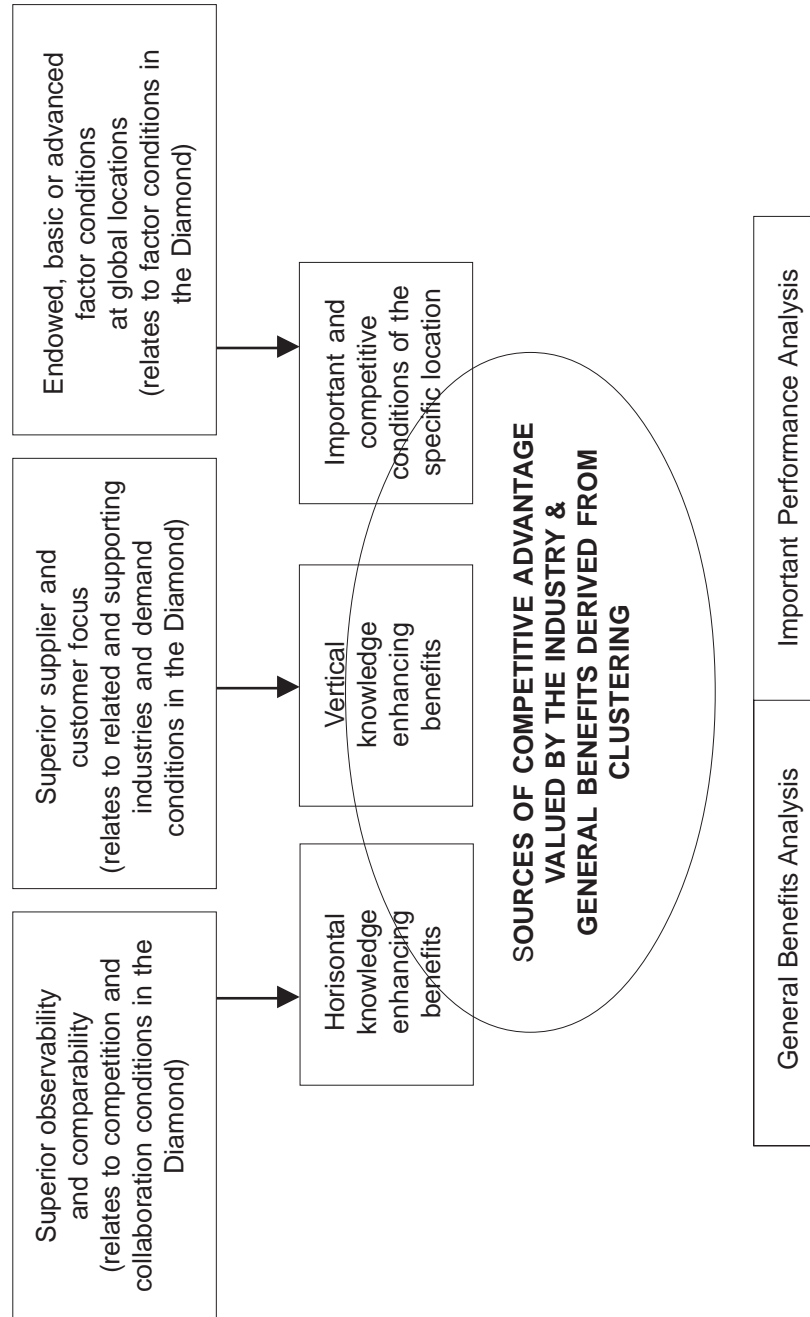 Superior observability
and comparability
(relates to competition and
collaboration conditions in the
Diamond)
Superior supplier and
customer focus
(relates to related and supporting
industries and demand
conditions in the Diamond)
Endowed, basic or advanced
factor conditions
at global locations
(relates to factor conditions in
the Diamond)
Horisontal
knowledge
enhancing
benefits
Vertical
knowledge
enhancing
benefits
Important and
competitive
conditions of the
specific location
SOURCES OF COMPETITIVE ADVANTAGE
VALUED BY THE INDUSTRY &
GENERAL BENEFITS DERIVED FROM
CLUSTERING
General Benefits Analysis
Important Performance Analysis